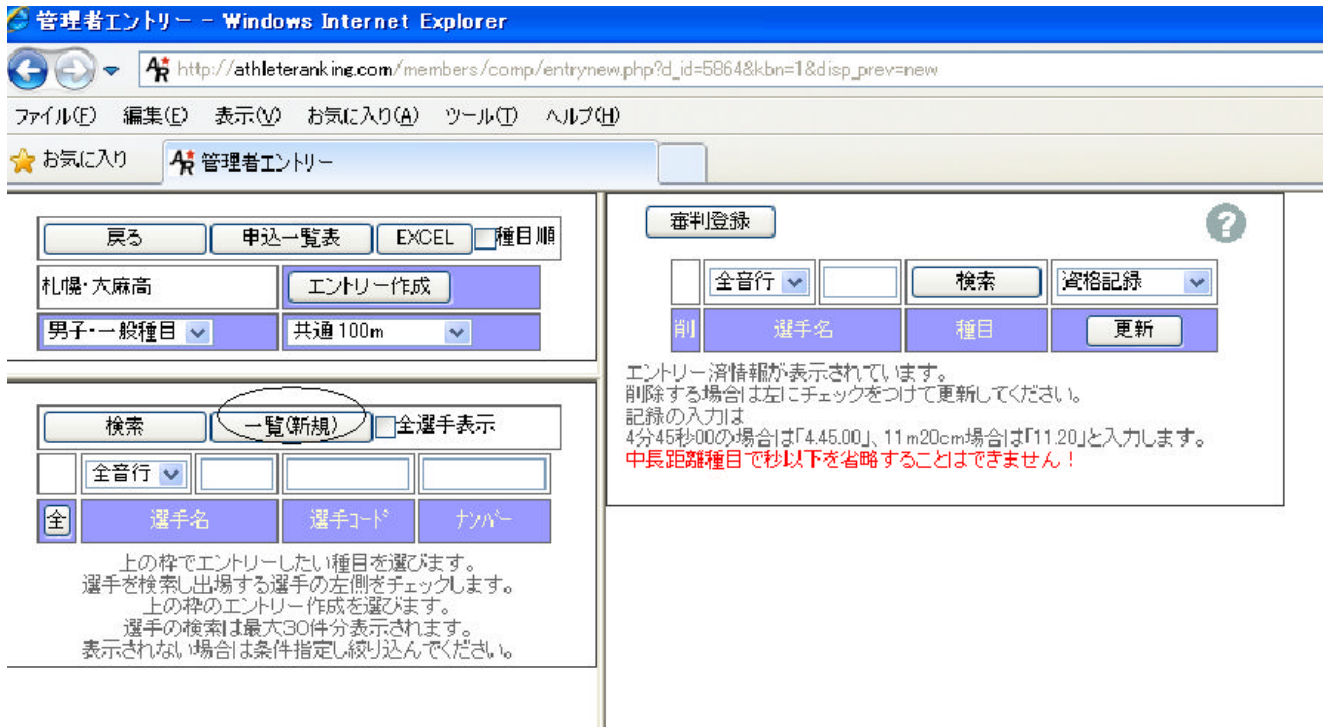 管理者エントリー - Windows Internet Explorer
http://athleteranking.com/members/comp/entrynew.php?d_id=5864&kbn=1&disp_prev=new
ファイル(F) 編集(E) 表示(V) お気に入り(A) ツール(T) ヘルプ(H)
お気に入り AR 管理者エントリー
戻る 申込一覧表 EXCEL 種目順
札幌・大麻高 エントリー作成
男子・一般種目 共通100m
検索 一覧(新規) 全選手表示
全音行
全 選手名 選手コード ナンバー
上の枠でエントリーしたい種目を選びます。
選手を検索し出場する選手の左側をチェックします。
上の枠のエントリー作成を選びます。
選手の検索は最大30件分表示されます。
表示されない場合は条件指定し絞り込んでください。
審判登録 ?
全音行 検索 資格記録
削 選手名 種目 更新
エントリー済情報が表示されています。
削除する場合は左にチェックをつけて更新してください。
記録の入力は
4分45秒00の場合は「4.45.00」、11m20cm場合は「11.20」と入力します。
中長距離種目で秒以下を省略することはできません!